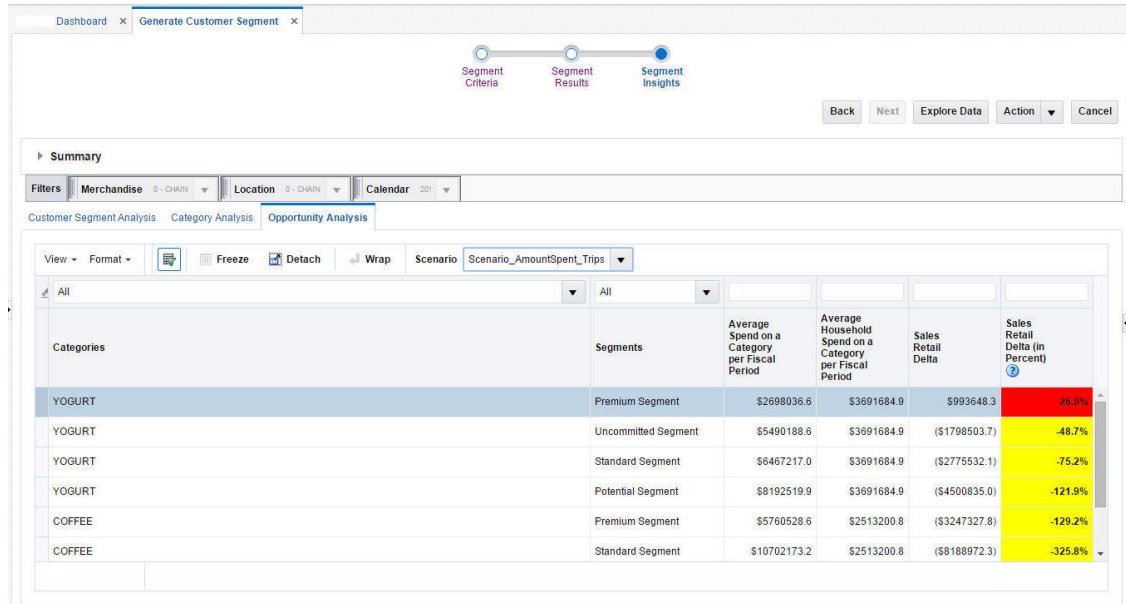 Dashboard × Generate Customer Segment ×
Segment Criteria
Segment Results
Segment Insights
Back Next Explore Data Action Cancel
Summary
Filters Merchandise 0 - CHAIN Location 0 - CHAIN Calendar 201
Customer Segment Analysis Category Analysis Opportunity Analysis
View Format Freeze Detach Wrap Scenario Scenario_AmountSpent_Trips
All All
Categories Segments Average Spend on a Category per Fiscal Period Average Household Spend on a Category per Fiscal Period Sales Retail Delta Sales Retail Delta (in Percent) ?
YOGURT Premium Segment $2698036.6 $3691684.9 $993648.3 26.9%
YOGURT Uncommitted Segment $5490188.6 $3691684.9 ($1798503.7) -48.7%
YOGURT Standard Segment $6467217.0 $3691684.9 ($2775532.1) -75.2%
YOGURT Potential Segment $8192519.9 $3691684.9 ($4500835.0) -121.9%
COFFEE Premium Segment $5760528.6 $2513200.8 ($3247327.8) -129.2%
COFFEE Standard Segment $10702173.2 $2513200.8 ($8188972.3) -325.8%